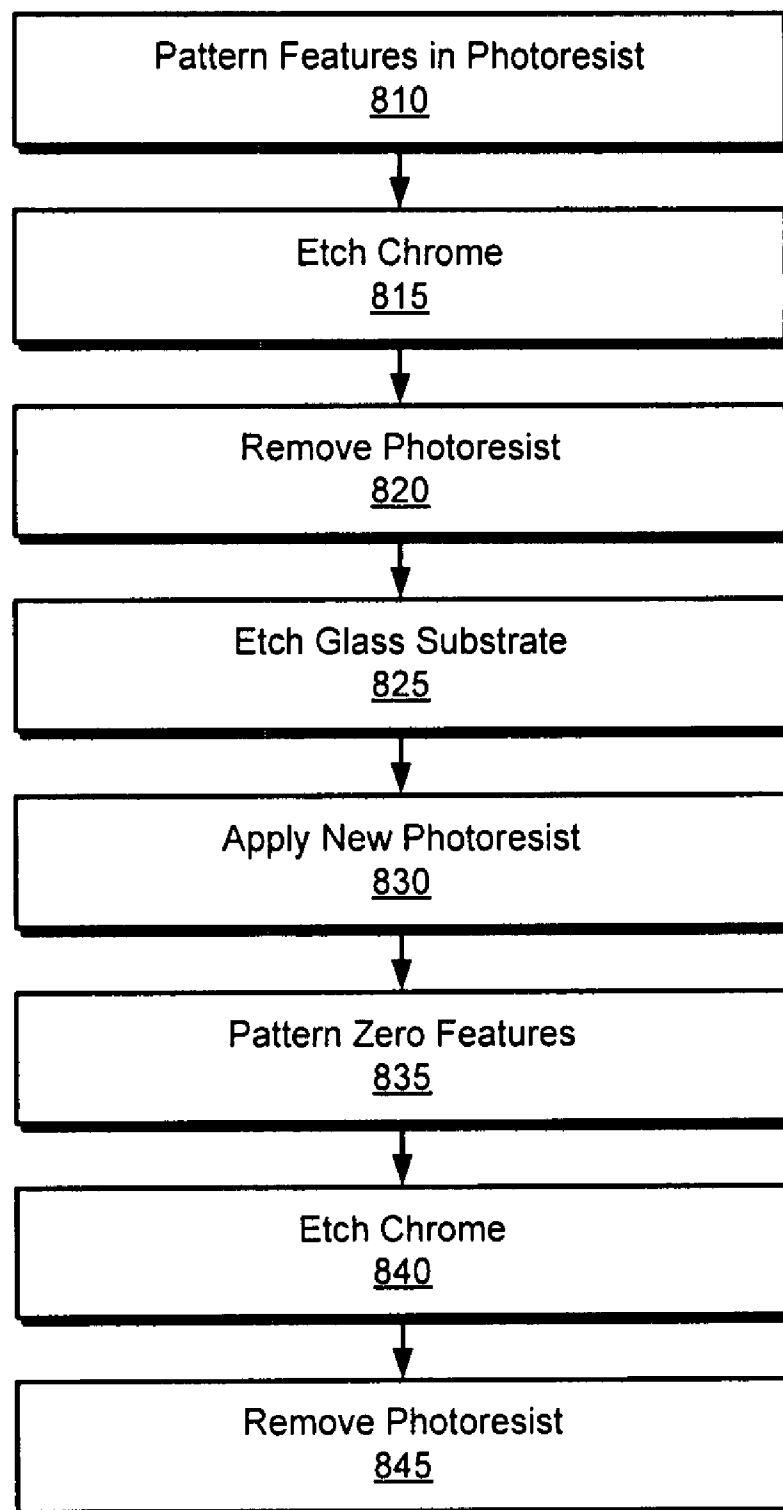 Pattern Features in Photoresist
810
Etch Chrome
815
Remove Photoresist
820
Etch Glass Substrate
825
Apply New Photoresist
830
Pattern Zero Features
835
Etch Chrome
840
Remove Photoresist
845